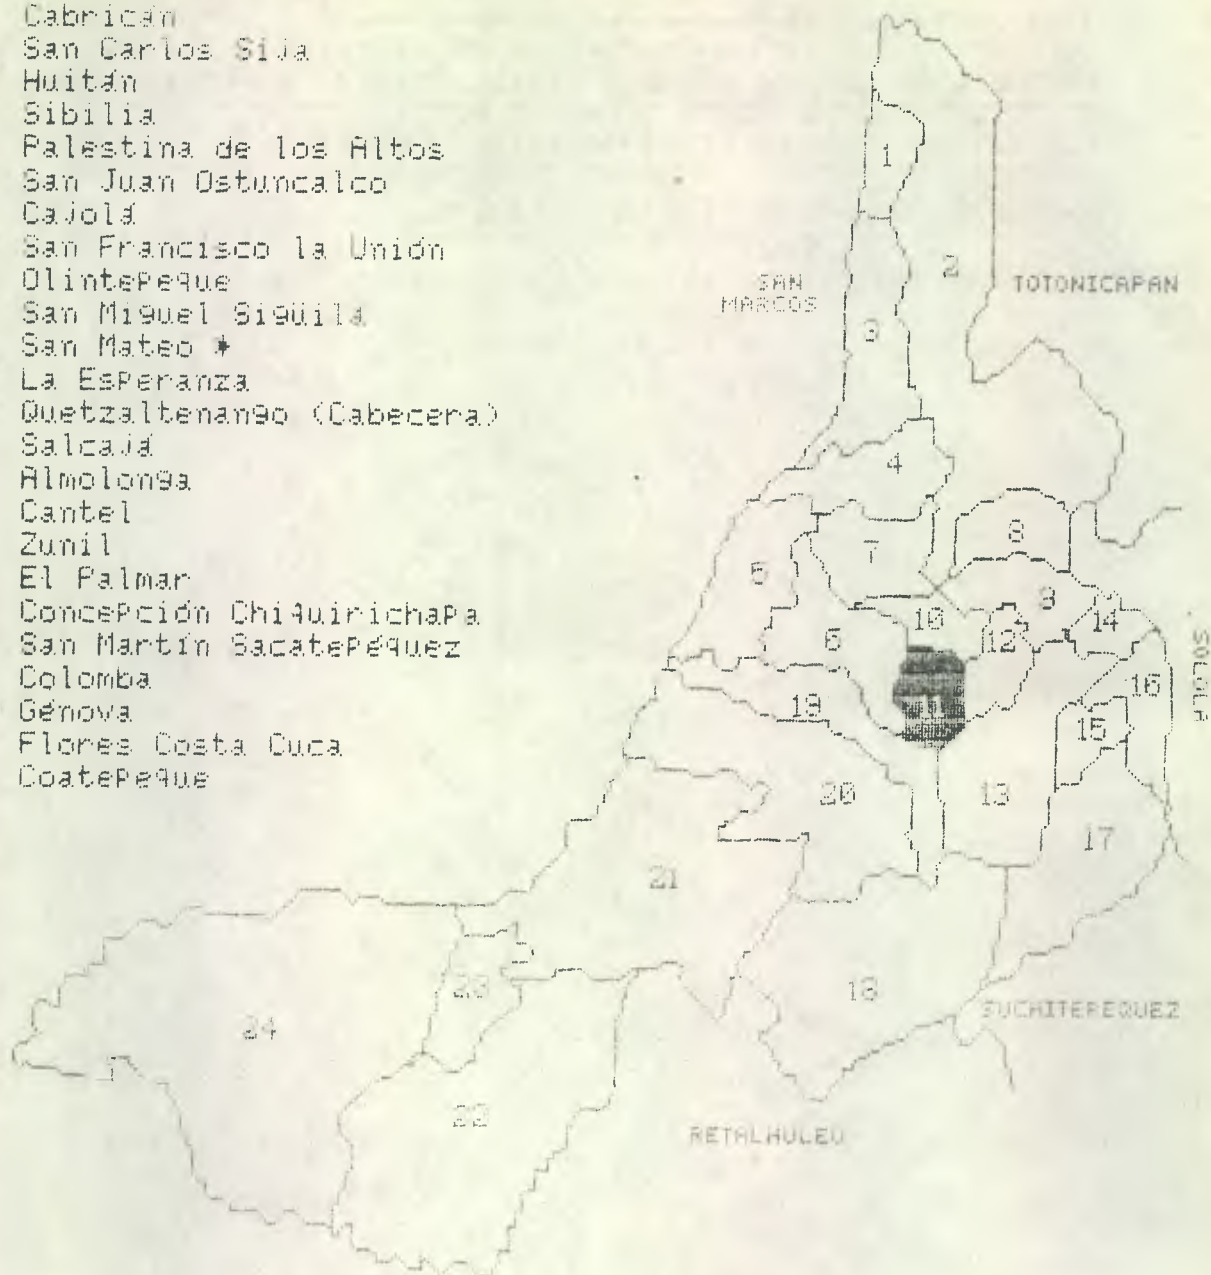 Cabricán
San Carlos Sija
Huitán
Sibilia
Palestina de los Altos
San Juan Ostuncalco
Cajolá
San Francisco la Unión
Olintepeque
San Miguel Sigüilá
San Mateo *
La Esperanza
Quetzaltenango (Cabecera)
Salcajá
Almolonga
Cantel
Zunil
El Palmar
Concepción Chiquirichapa
San Martín Sacatepéquez
Colomba
Génova
Flores Costa Cuca
Coatepeque
1
2
SAN
MARCOS
TOTONICAPAN
3
4
8
7
5
9
10
14
6
12
SOLOLA
16
19
11
15
20
13
17
21
18
23
SUCHITEPEQUEZ
24
22
RETALHULEU